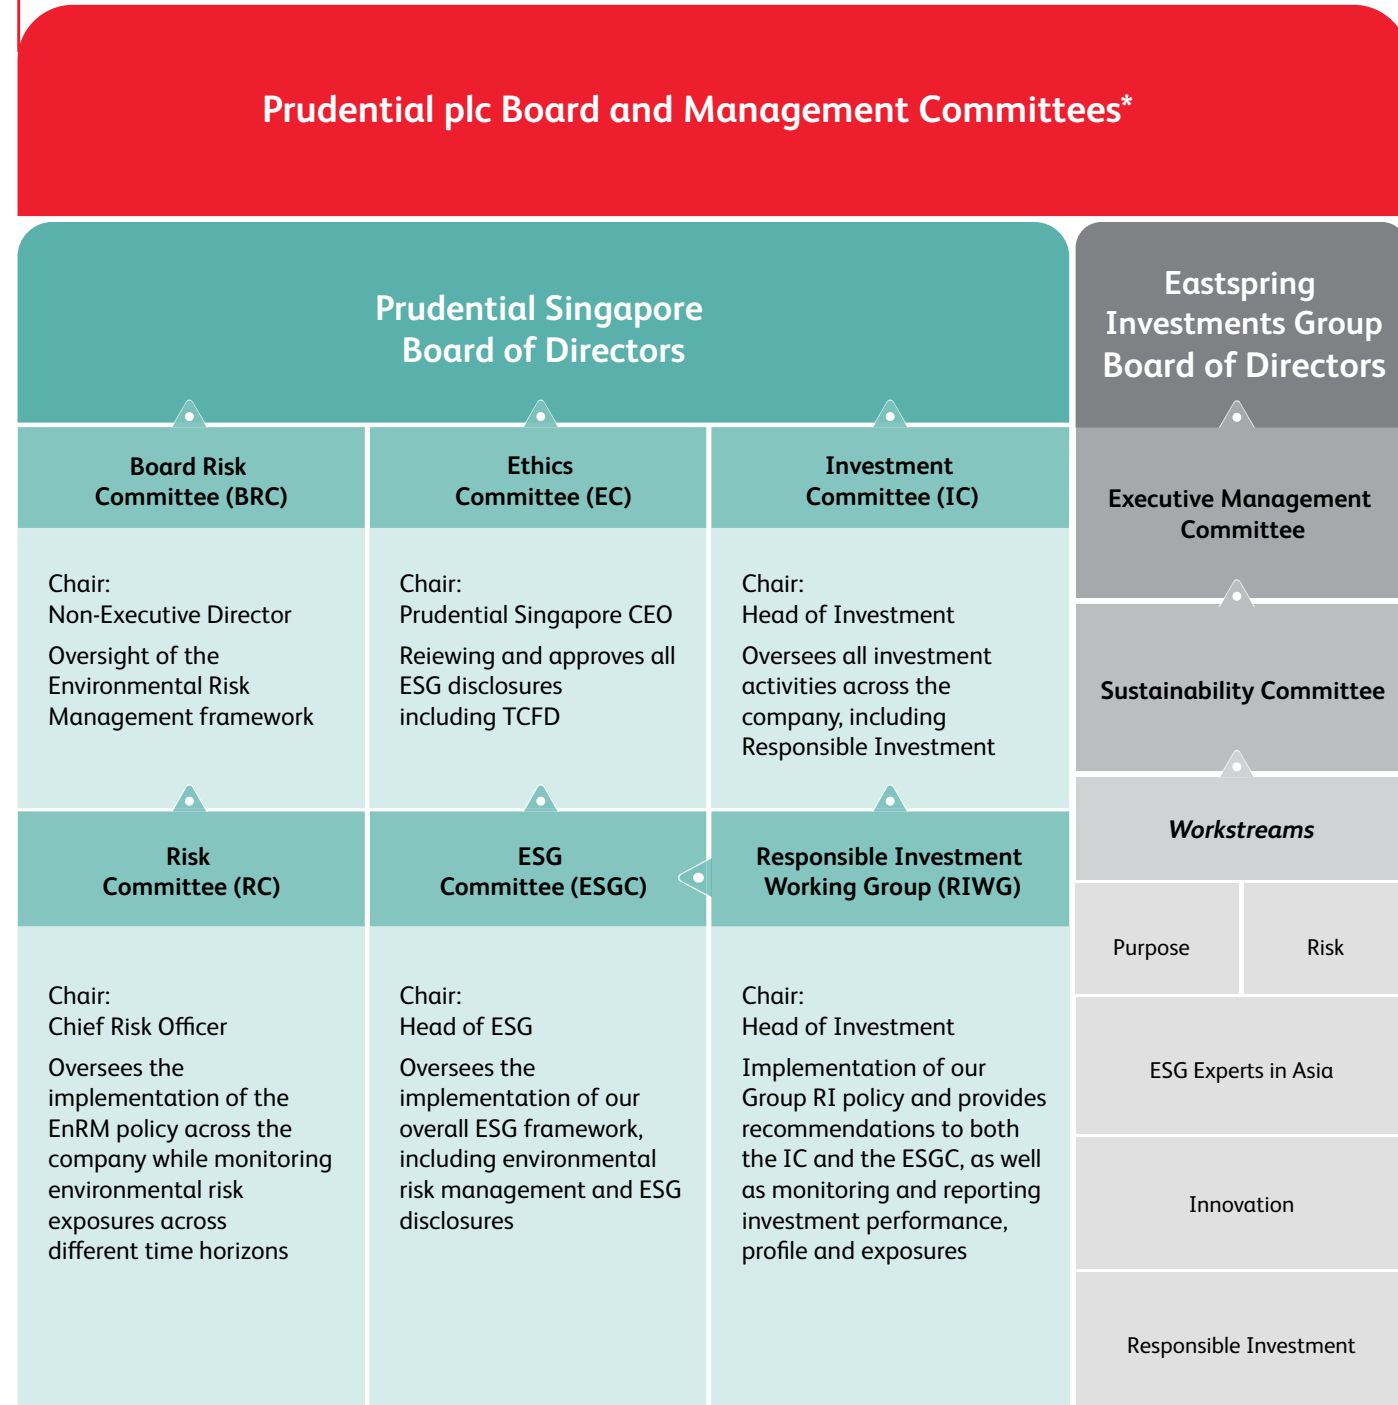 Prudential plc Board and Management Committees*
Prudential Singapore
Board of Directors
Eastspring
Investments Group
Board of Directors
Board Risk
Committee (BRC)
Chair:
Non-Executive Director
Oversight of the
Environmental Risk
Management framework
Ethics
Committee (EC)
Chair:
Prudential Singapore CEO
Reiewing and approves all
ESG disclosures
including TCFD
Investment
Committee (IC)
Chair:
Head of Investment
Oversees all investment
activities across the
company, including
Responsible Investment
Risk
Committee (RC)
Chair:
Chief Risk Officer
Oversees the
implementation of the
EnRM policy across the
company while monitoring
environmental risk
exposures across
different time horizons
ESG
Committee (ESGC)
Chair:
Head of ESG
Oversees the
implementation of our
overall ESG framework,
including environmental
risk management and ESG
disclosures
Responsible Investment
Working Group (RIWG)
Chair:
Head of Investment
Implementation of our
Group RI policy and provides
recommendations to both
the IC and the ESGC, as well
as monitoring and reporting
investment performance,
profile and exposures
Executive Management
Committee
Sustainability Committee
Workstreams
Purpose
Risk
ESG Experts in Asia
Innovation
Responsible Investment